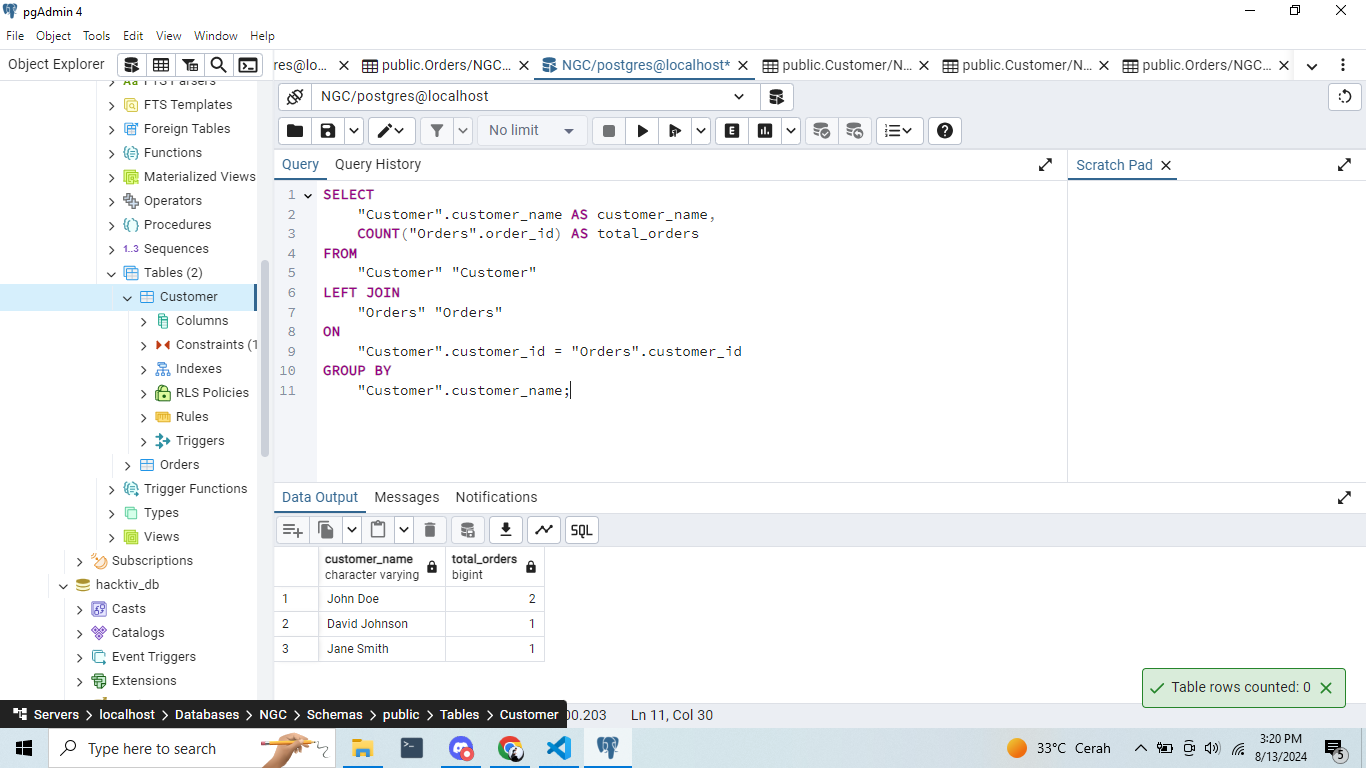 pgAdmin 4
File Object Tools Edit View Window Help
Object Explorer
res@lo...
public.Orders/NGC...
NGC/postgres@localhost*
public.Customer/N...
public.Customer/N...
public.Orders/NGC...
FTS Parsers
FTS Templates
Foreign Tables
Functions
Materialized Views
Operators
Procedures
1..3 Sequences
Tables (2)
Customer
Columns
Constraints (1
Indexes
RLS Policies
Rules
Triggers
Orders
Trigger Functions
Types
Views
Subscriptions
hacktiv_db
Casts
Catalogs
Event Triggers
Extensions
NGC/postgres@localhost
No limit
E
Query Query History
Scratch Pad
1 SELECT
2 "Customer".customer_name AS customer_name,
3 COUNT("Orders".order_id) AS total_orders
4 FROM
5 "Customer" "Customer"
6 LEFT JOIN
7 "Orders" "Orders"
8 ON
9 "Customer".customer_id = "Orders".customer_id
10 GROUP BY
11 "Customer".customer_name;
Data Output Messages Notifications
SQL
customer_name total_orders
character varying bigint
1 John Doe 2
2 David Johnson 1
3 Jane Smith 1
Table rows counted: 0
Servers > localhost > Databases > NGC > Schemas > public > Tables > Customer
00.203 Ln 11, Col 30
Type here to search
33°C Cerah
3:20 PM
8/13/2024
5